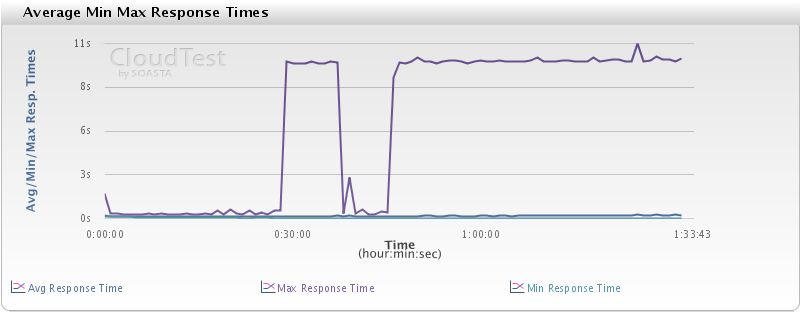 Average Min Max Response Times
Avg/Min/Max Resp. Times
11s
8s
6s
3s
0s
CloudTest
by SOASTA
0:00:00
0:30:00
1:00:00
1:33:43
Time
(hour:min:sec)
Avg Response Time
Max Response Time
Min Response Time